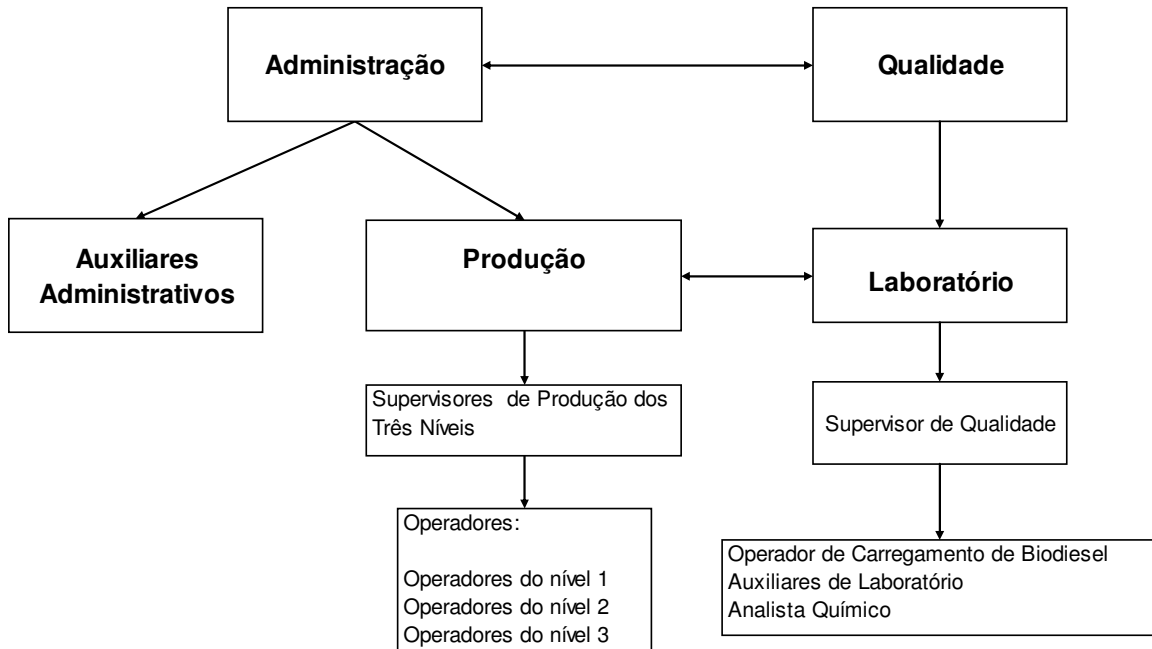 Administração
Qualidade
Auxiliares
Administrativos
Produção
Laboratório
Supervisores de Produção dos
Três Níveis
Supervisor de Qualidade
Operadores:
Operadores do nível 1
Operadores do nível 2
Operadores do nível 3
Operador de Carregamento de Biodiesel
Auxiliares de Laboratório
Analista Químico